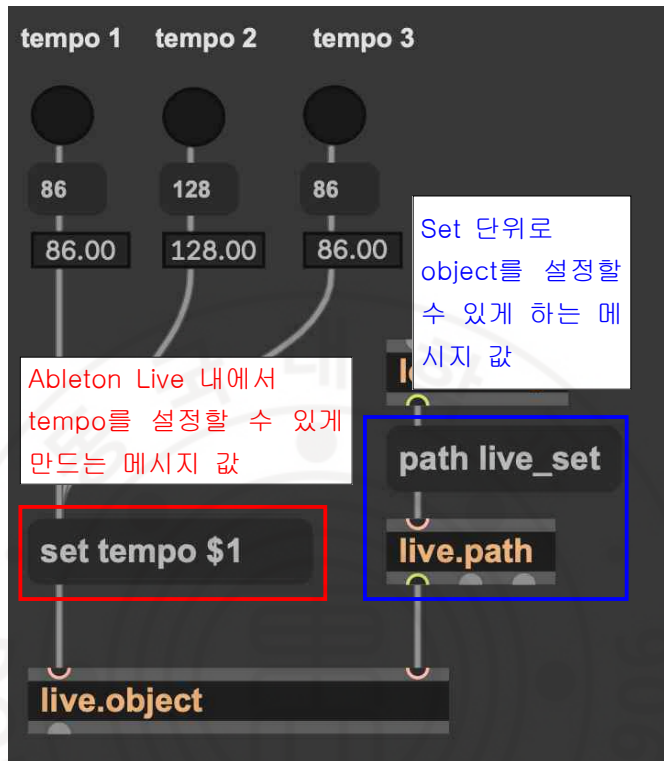 tempo 1 tempo 2 tempo 3
86 128 86
86.00 128.00 86.00
Set 단위로
object를 설정할
수 있게 하는 메
시지 값
Ableton Live 내에서
tempo를 설정할 수 있게
만드는 메시지 값
path live_set
set tempo $1
live.path
live.object